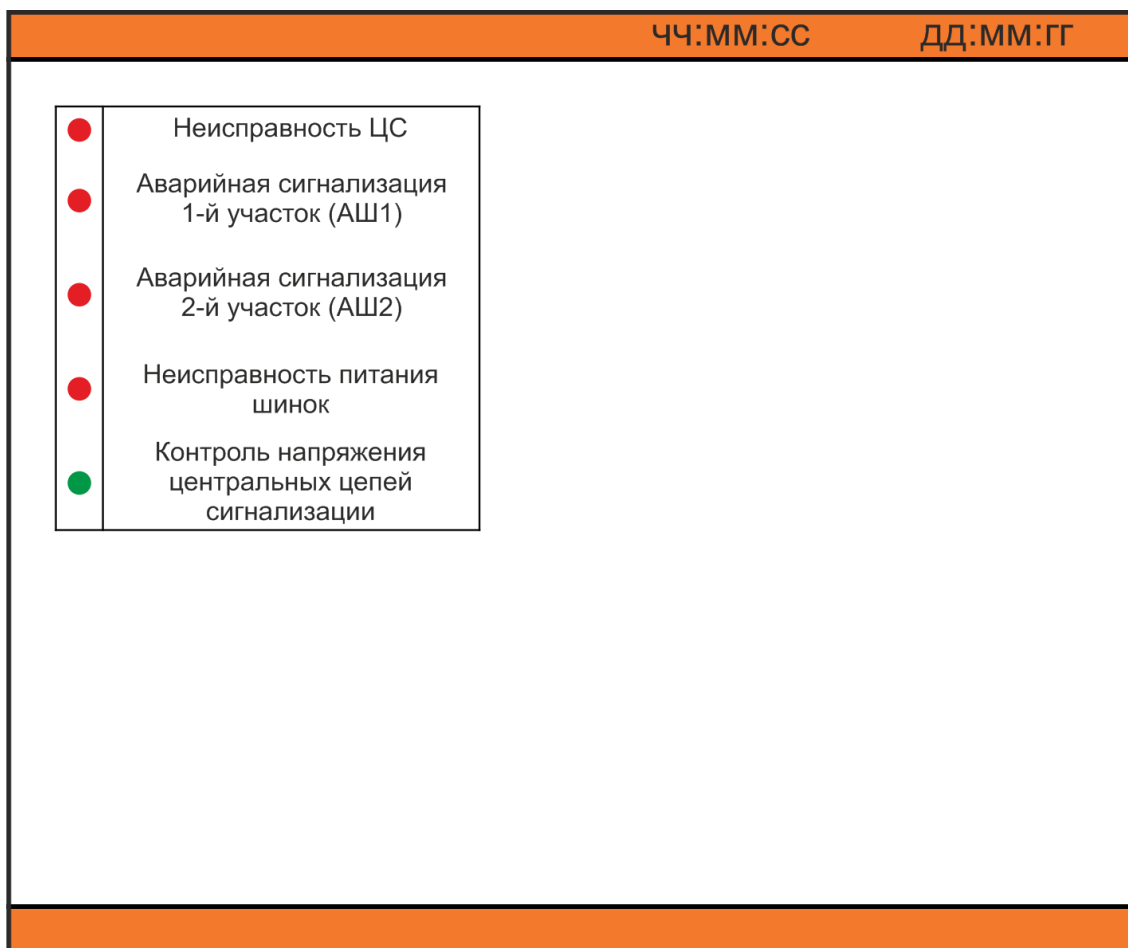 чч:мм:сс дд:мм:гг
Неисправность ЦС
Аварийная сигнализация
1-й участок (АШ1)
Аварийная сигнализация
2-й участок (АШ2)
Неисправность питания
шинок
Контроль напряжения
центральных цепей
сигнализации